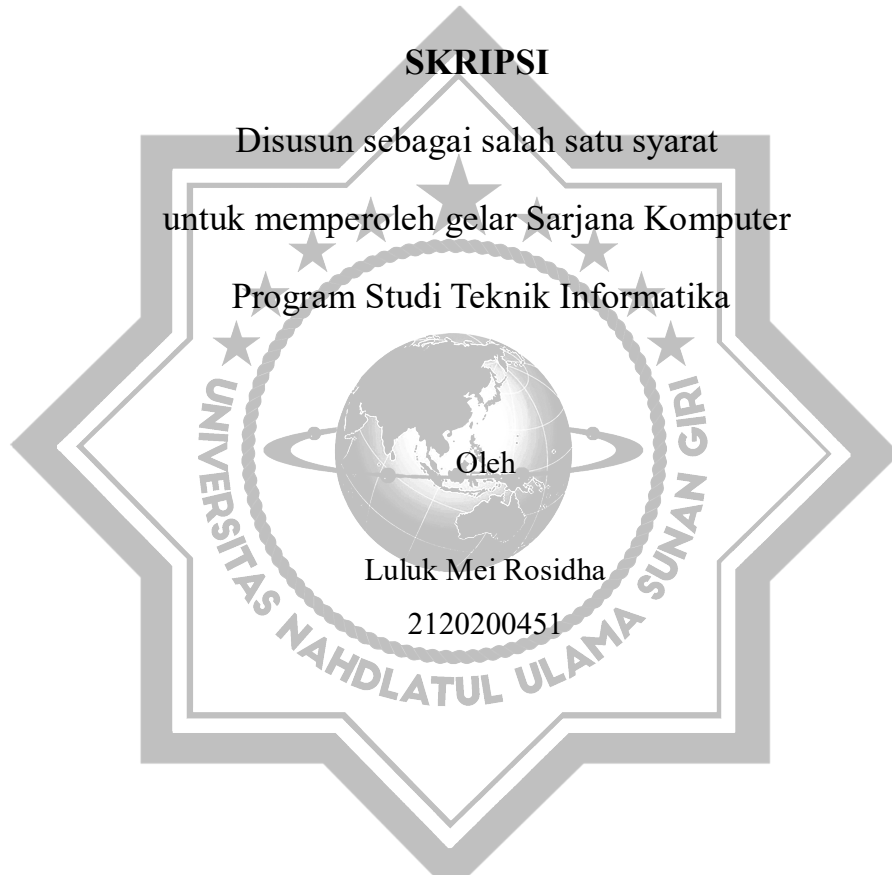 SKRIPSI
Disusun sebagai salah satu syarat
untuk memperoleh gelar Sarjana Komputer
Program Studi Teknik Informatika
Oleh
Luluk Mei Rosidha
2120200451
UNIVERSITAS NAHDLATUL ULAMA SUNAN GIRI